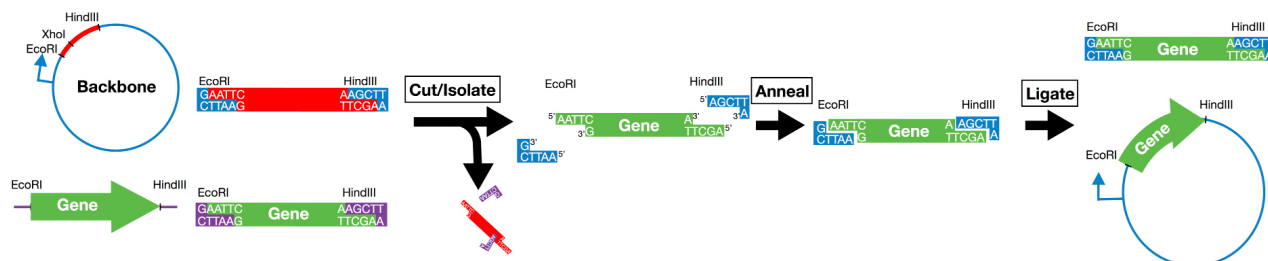 HindIII
XhoI
EcoRI
Backbone
EcoRI HindIII
GAATTC AAGCTT
CTTAAG TTCGAA
EcoRI HindIII
Gene
EcoRI HindIII
GAATTC AAGCTT
Gene
CTTAAG TTCGAA
Cut/Isolate
EcoRI
HindIII
5' AGCTT
3' A
5' AATTC Gene A 3'
3' G TTCGA 5'
G 3'
CTTAA 5'
Anneal
EcoRI HindIII
G AATTC Gene A AGCTT
CTTAA G TTCGA A
Ligate
EcoRI HindIII
GAATTC Gene AAGCTT
CTTAAG TTCGAA
HindIII
Gene
EcoRI